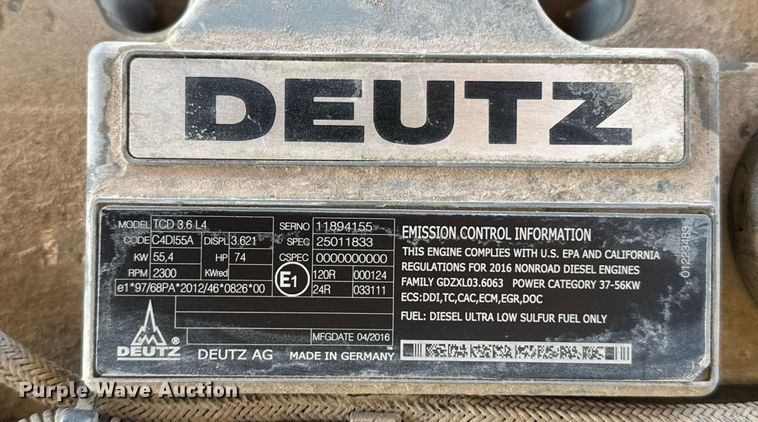 DEUTZ
MODEL TCD 3.6 L4 SERNO 11894155
CODE C4DI55A DISPL 3.621 SPEC 25011833
KW 55,4 HP 74 CSPEC 0000000000
RPM 2300 KWred E1 120R 000124
e1*97/68PA*2012/46*0826*00 24R 033111
MFGDATE 04/2016
DEUTZ DEUTZ AG MADE IN GERMANY
EMISSION CONTROL INFORMATION
THIS ENGINE COMPLIES WITH U.S. EPA AND CALIFORNIA
REGULATIONS FOR 2016 NONROAD DIESEL ENGINES
FAMILY GDZXL03.6063 POWER CATEGORY 37-56KW
ECS:DDI,TC,CAC,ECM,EGR,DOC
FUEL: DIESEL ULTRA LOW SULFUR FUEL ONLY
Purple Wave Auction